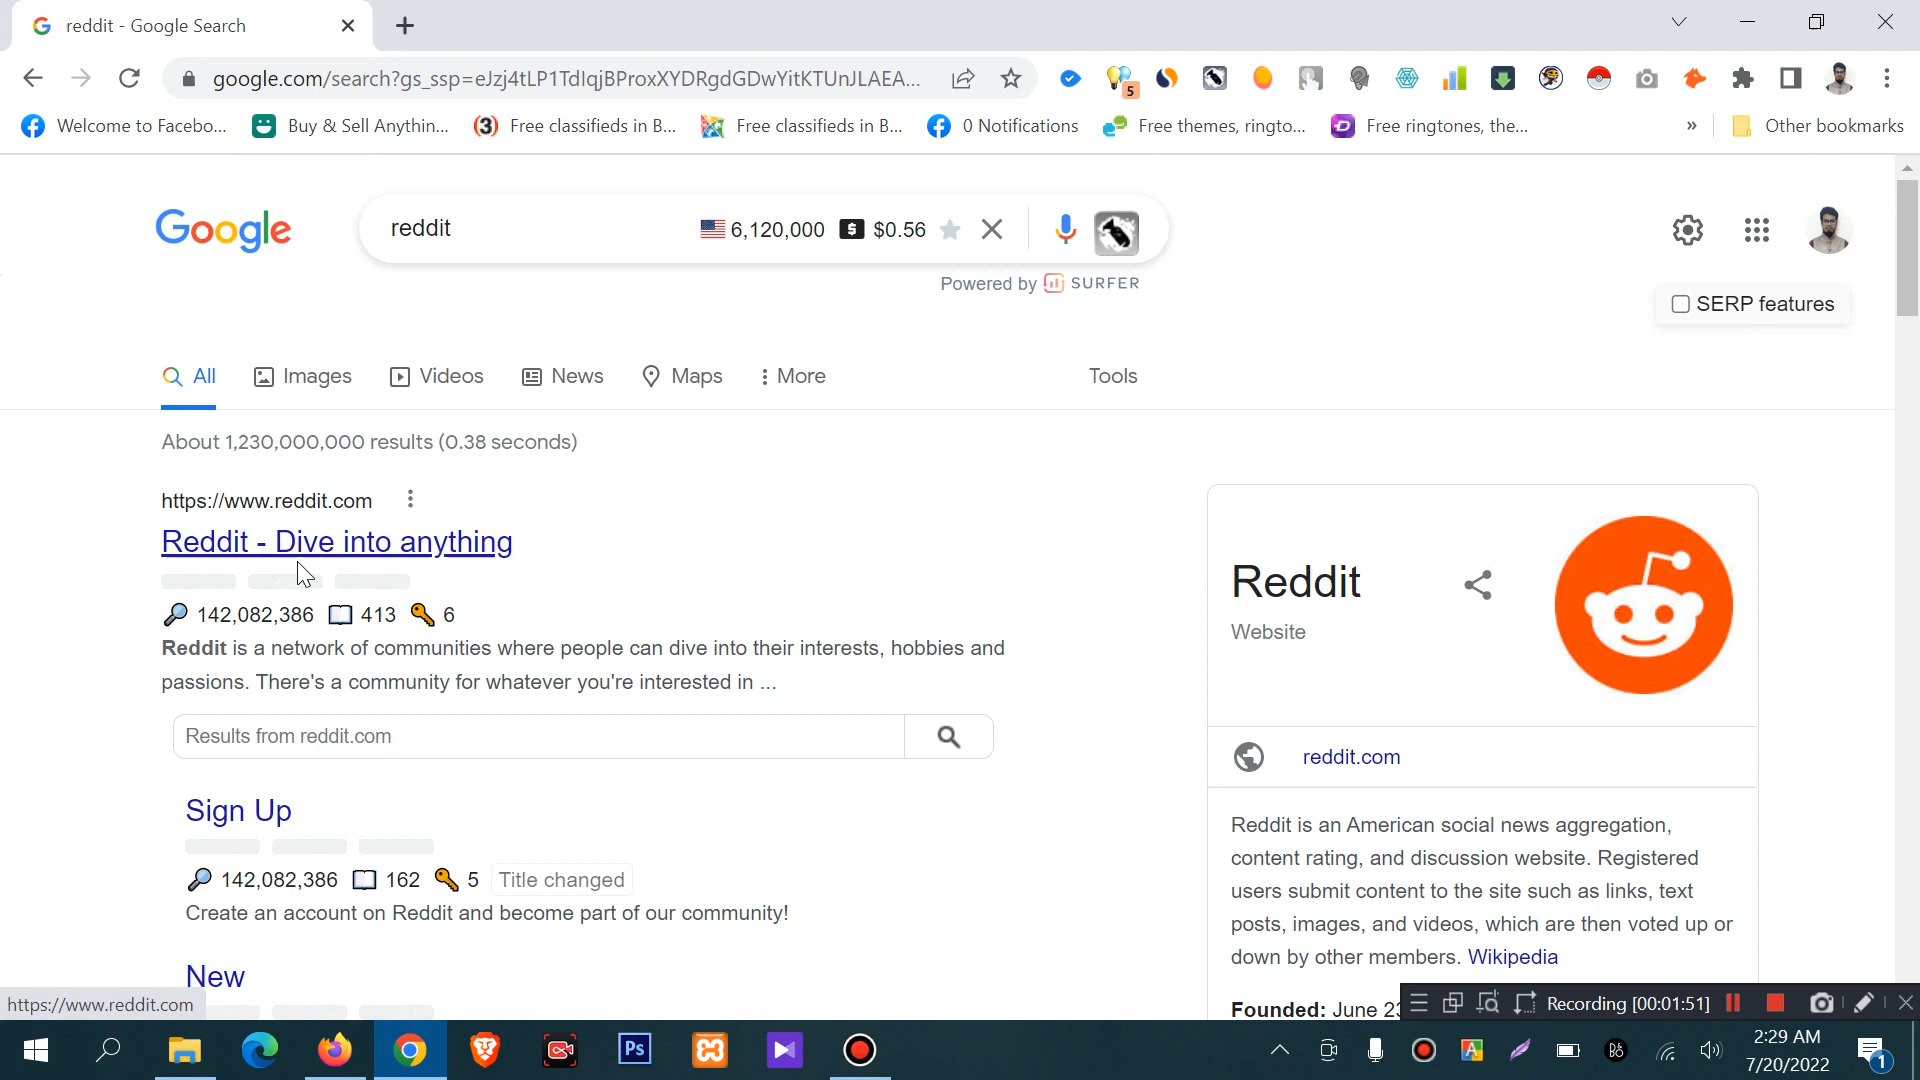 reddit - Google Search
google.com/search?gs_ssp=eJzj4tLP1TdIqjBProxXYDRgdGDwYitKTUnJLAEA...
5
Welcome to Facebo...
Buy & Sell Anythin...
Free classifieds in B...
Free classifieds in B...
0 Notifications
Free themes, ringto...
Free ringtones, the...
»
Other bookmarks
Google
reddit
6,120,000
$ $0.56
Powered by SURFER
SERP features
All
Images
Videos
News
Maps
More
Tools
About 1,230,000,000 results (0.38 seconds)
https://www.reddit.com
Reddit - Dive into anything
142,082,386 413 6
Reddit is a network of communities where people can dive into their interests, hobbies and
passions. There's a community for whatever you're interested in ...
Results from reddit.com
Sign Up
142,082,386 162 5 Title changed
Create an account on Reddit and become part of our community!
New
Reddit
Website
reddit.com
Reddit is an American social news aggregation,
content rating, and discussion website. Registered
users submit content to the site such as links, text
posts, images, and videos, which are then voted up or
down by other members. Wikipedia
Founded: June 23
https://www.reddit.com
Recording [00:01:51]
Ps
2:29 AM
7/20/2022
1